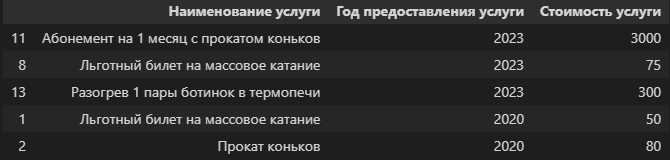 Наименование услуги Год предоставления услуги Стоимость услуги
11 Абонемент на 1 месяц с прокатом коньков 2023 3000
8 Льготный билет на массовое катание 2023 75
13 Разогрев 1 пары ботинок в термопечи 2023 300
1 Льготный билет на массовое катание 2020 50
2 Прокат коньков 2020 80